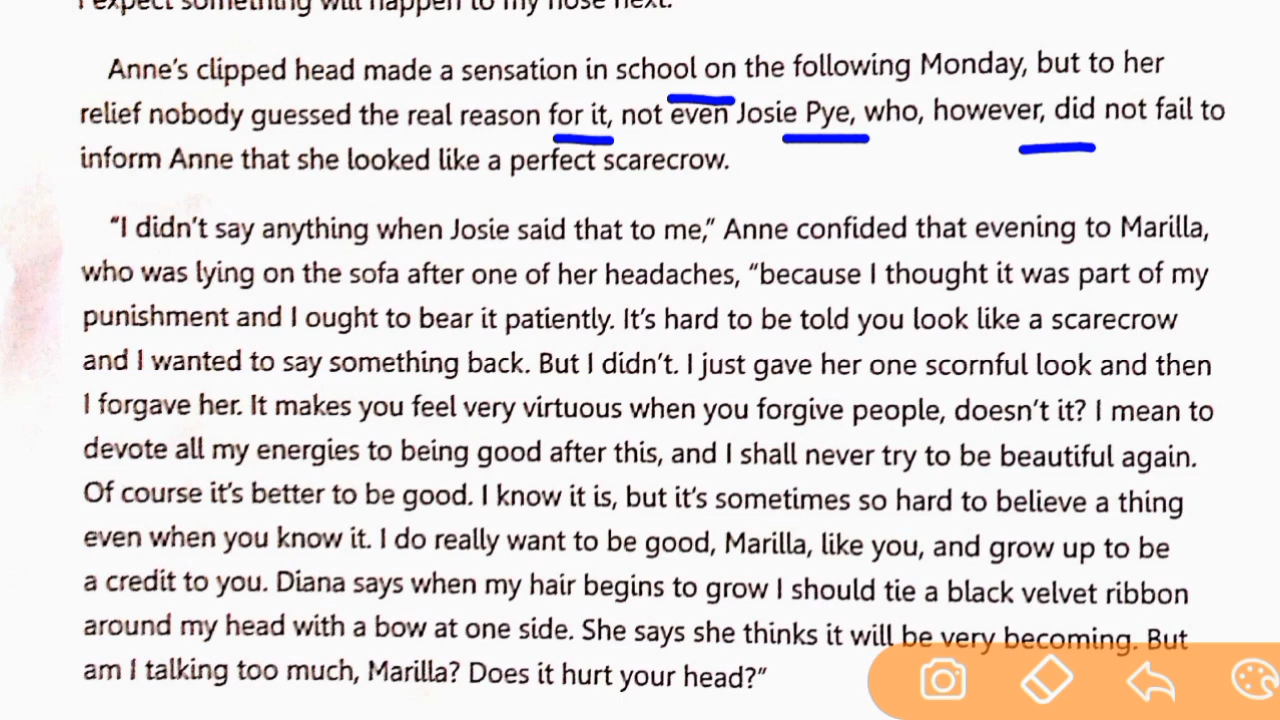 I expect something will happen to my nose next.
Anne's clipped head made a sensation in school on the following Monday, but to her
relief nobody guessed the real reason for it, not even Josie Pye, who, however, did not fail to
inform Anne that she looked like a perfect scarecrow.
“I didn't say anything when Josie said that to me,” Anne confided that evening to Marilla,
who was lying on the sofa after one of her headaches, “because I thought it was part of my
punishment and I ought to bear it patiently. It's hard to be told you look like a scarecrow
and I wanted to say something back. But I didn't. I just gave her one scornful look and then
I forgave her. It makes you feel very virtuous when you forgive people, doesn't it? I mean to
devote all my energies to being good after this, and I shall never try to be beautiful again.
Of course it's better to be good. I know it is, but it's sometimes so hard to believe a thing
even when you know it. I do really want to be good, Marilla, like you, and grow up to be
a credit to you. Diana says when my hair begins to grow I should tie a black velvet ribbon
around my head with a bow at one side. She says she thinks it will be very becoming. But
am I talking too much, Marilla? Does it hurt your head?”